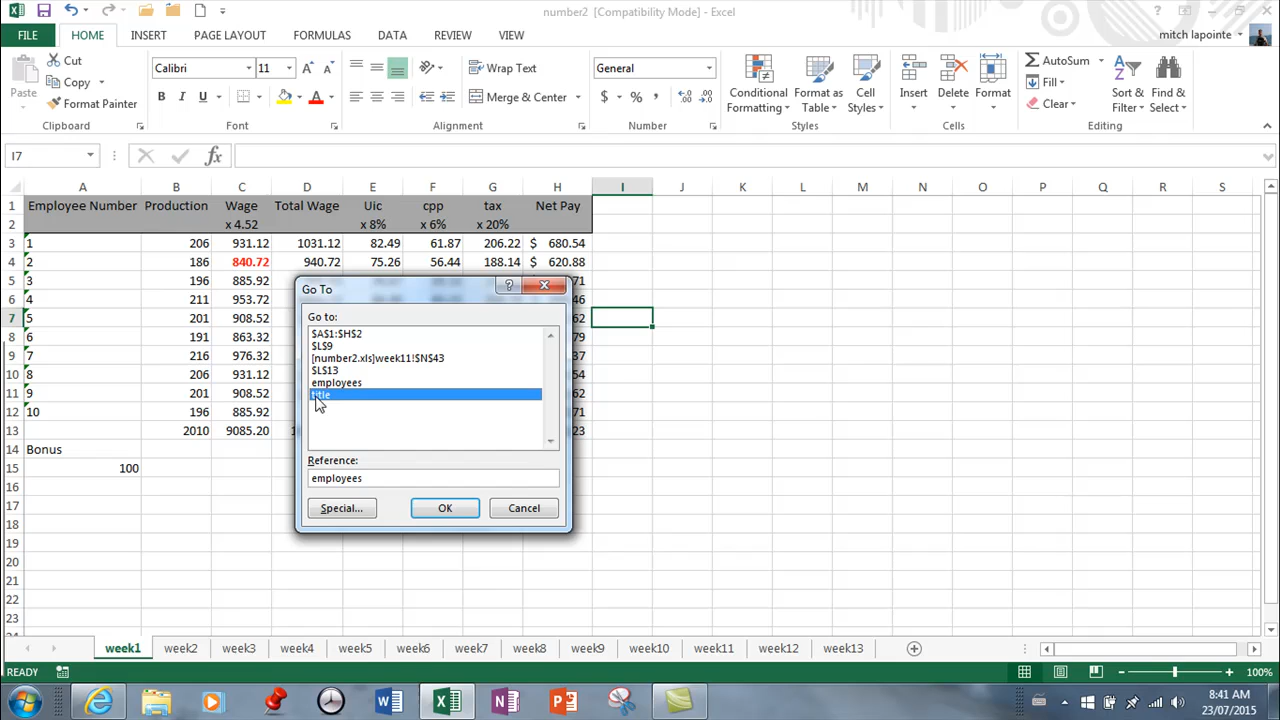 number2 [Compatibility Mode] - Excel
FILE HOME INSERT PAGE LAYOUT FORMULAS DATA REVIEW VIEW mitch lapointe
Paste Cut Copy Format Painter
Calibri 11 B I U A A A
Wrap Text
Merge & Center
General
$ % ,
Conditional Formatting Format as Table Cell Styles
Insert Delete Format
AutoSum Fill Clear
Sort & Filter Find & Select
Clipboard Font Alignment Number Styles Cells Editing
I7 fx
A B C D E F G H I J K L M N O P Q R S
1 Employee Number Production Wage Total Wage Uic cpp tax Net Pay
2 x 4.52 x 8% x 6% x 20%
3 1 206 931.12 1031.12 82.49 61.87 206.22 $ 680.54
4 2 186 840.72 940.72 75.26 56.44 188.14 $ 620.88
5 3 196 885.92 71
6 4 211 953.72 46
7 5 201 908.52 62
8 6 191 863.32 79
9 7 216 976.32 37
10 8 206 931.12 54
11 9 201 908.52 62
12 10 196 885.92 71
13 2010 9085.20 1 23
14 Bonus
15 100
16
17
18
19
20
21
22
23
Go To
?
Go to:
$A$1:$H$2
$L$9
[number2.xls]week11!$N$43
$L$13
employees
title
Reference:
employees
Special... OK Cancel
week1 week2 week3 week4 week5 week6 week7 week8 week9 week10 week11 week12 week13
READY 100%
8:41 AM
23/07/2015